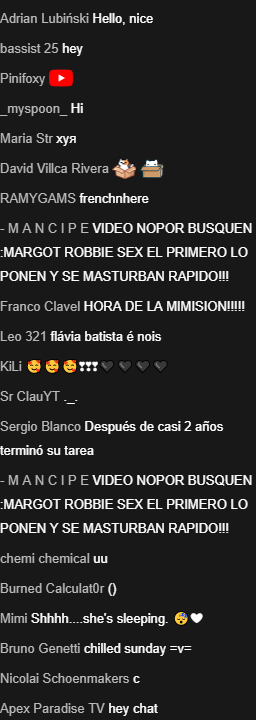 Adrian Lubiński Hello, nice
bassist 25 hey
Pinifoxy
_myspoon_ Hi
Maria Str хуя
David Villca Rivera
RAMYGAMS frenchnhere
- M A N C I P E VIDEO NOPOR BUSQUEN
:MARGOT ROBBIE SEX EL PRIMERO LO
PONEN Y SE MASTURBAN RAPIDO!!!
Franco Clavel HORA DE LA MIMISION!!!!!
Leo 321 flávia batista é nois
KiLi 🥰🥰🥰❣❣❣🖤🖤🖤🖤
Sr ClauYT ._.
Sergio Blanco Después de casi 2 años
terminó su tarea
- M A N C I P E VIDEO NOPOR BUSQUEN
:MARGOT ROBBIE SEX EL PRIMERO LO
PONEN Y SE MASTURBAN RAPIDO!!!
chemi chemical uu
Burned Calculat0r ()
Mimi Shhhh....she's sleeping. 😴🤍
Bruno Genetti chilled sunday =v=
Nicolai Schoenmakers c
Apex Paradise TV hey chat